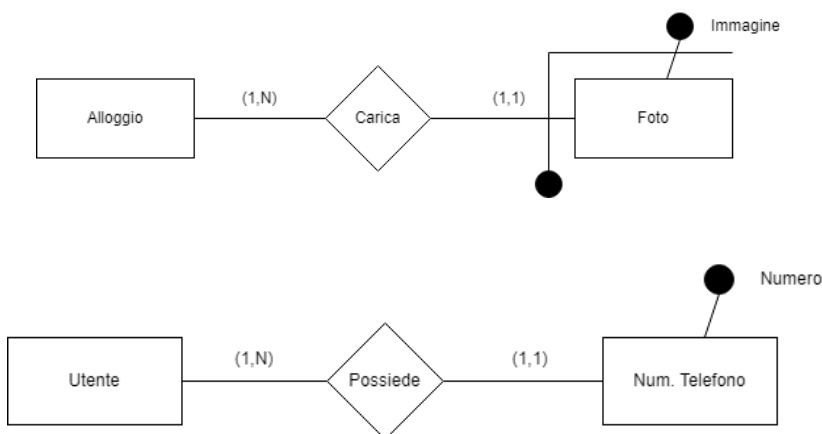 Immagine
(1,N)
(1,1)
Alloggio
Carica
Foto
Numero
(1,N)
(1,1)
Utente
Possiede
Num. Telefono